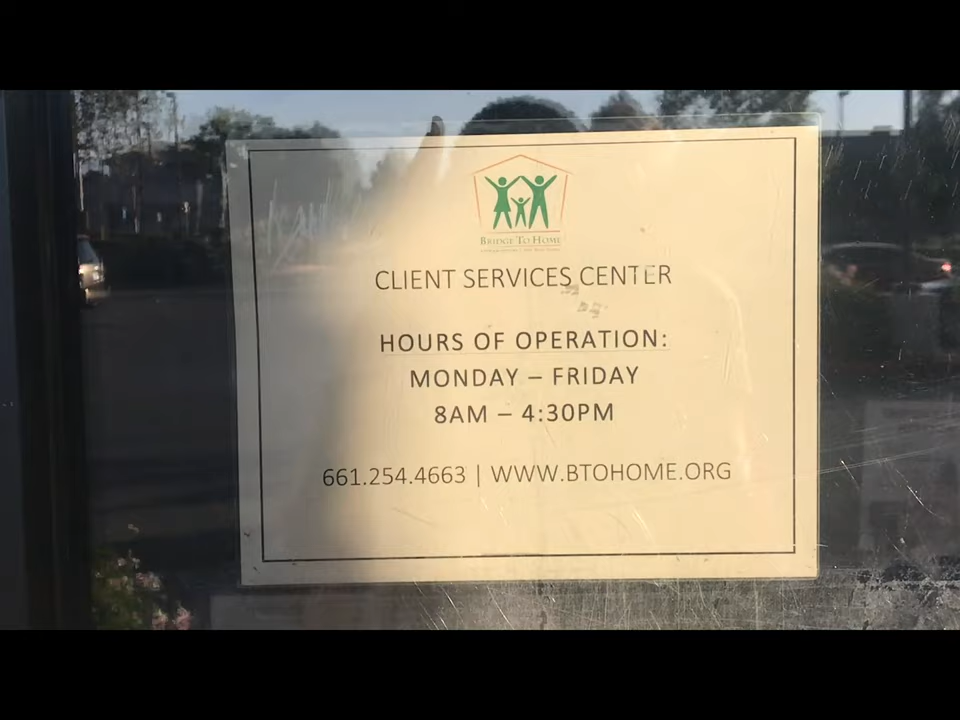 BRIDGE TO HOME
CLIENT SERVICES CENTER
HOURS OF OPERATION:
MONDAY – FRIDAY
8AM – 4:30PM
661.254.4663 | WWW.BTOHOME.ORG